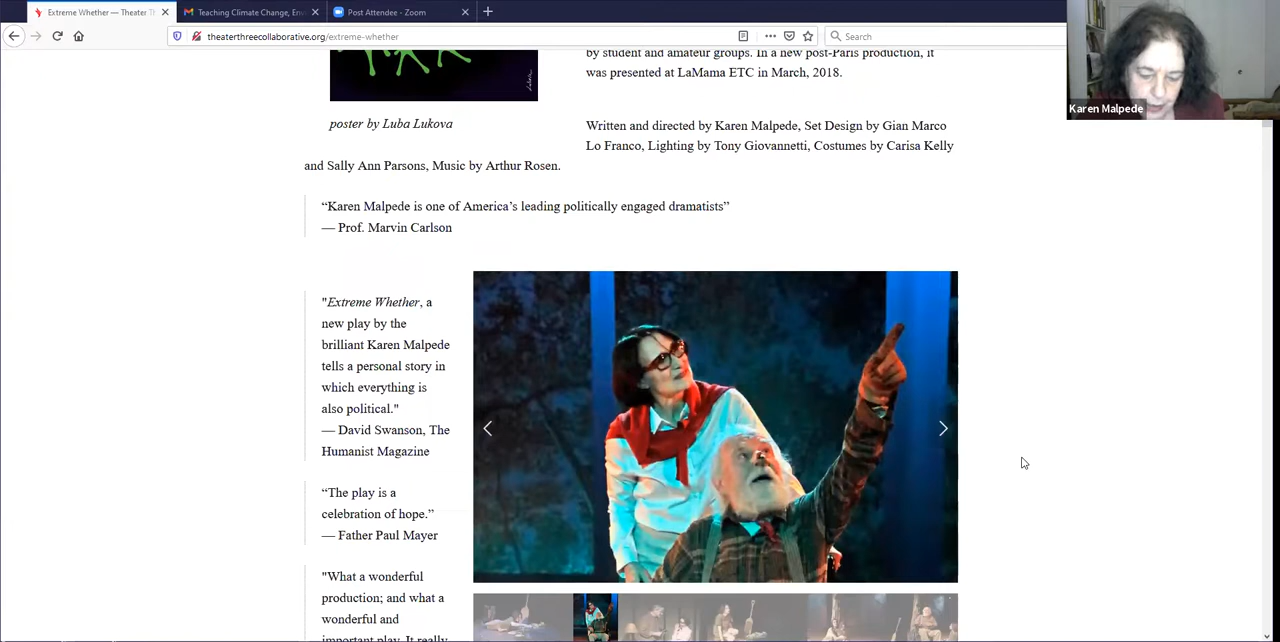 Extreme Whether — Theater T
Teaching Climate Change, Env
Post Attendee - Zoom
theaterthreecollaborative.org/extreme-whether
Search
Karen Malpede
by student and amateur groups. In a new post-Paris production, it
was presented at LaMama ETC in March, 2018.
poster by Luba Lukova
Written and directed by Karen Malpede, Set Design by Gian Marco
Lo Franco, Lighting by Tony Giovannetti, Costumes by Carisa Kelly
and Sally Ann Parsons, Music by Arthur Rosen.
“Karen Malpede is one of America’s leading politically engaged dramatists”
— Prof. Marvin Carlson
"Extreme Whether, a
new play by the
brilliant Karen Malpede
tells a personal story in
which everything is
also political."
— David Swanson, The
Humanist Magazine
“The play is a
celebration of hope.”
— Father Paul Mayer
"What a wonderful
production; and what a
wonderful and
important play. It really